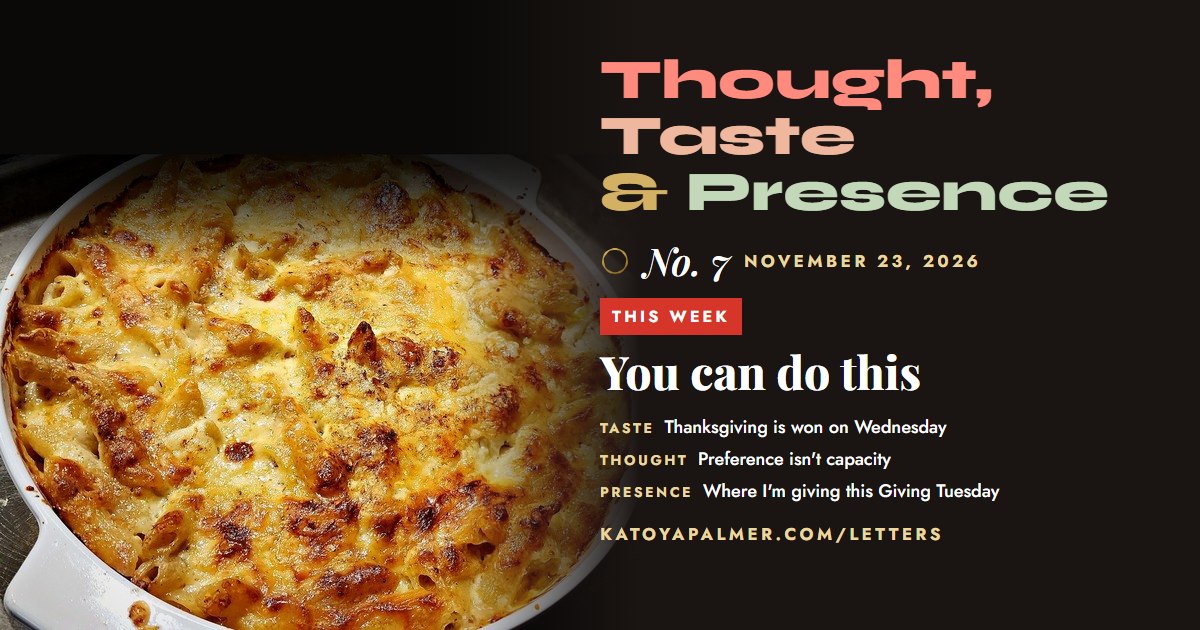 Thought,
Taste
& Presence
No. 7 NOVEMBER 23, 2026
THIS WEEK
You can do this
TASTE Thanksgiving is won on Wednesday
THOUGHT Preference isn't capacity
PRESENCE Where I'm giving this Giving Tuesday
KATOYAPALMER.COM/LETTERS